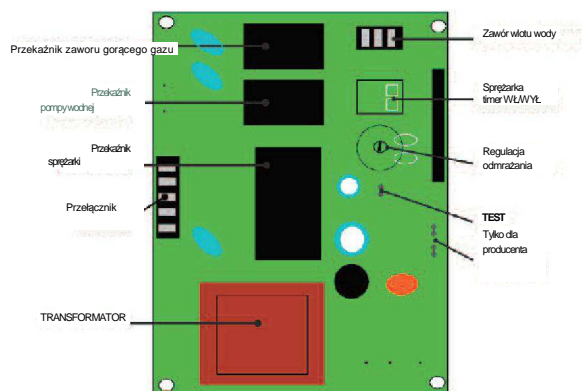 Przekaźnik zaworu gorącego gazu
Przekaźnik
pompy wodnej
Przekaźnik
sprężarki
Przełącznik
TRANSFORMATOR
Zawór wlotu wody
Sprężarka
timer WŁ/WYŁ
Regulacja
odmrażania
TEST
Tylko dla
producenta